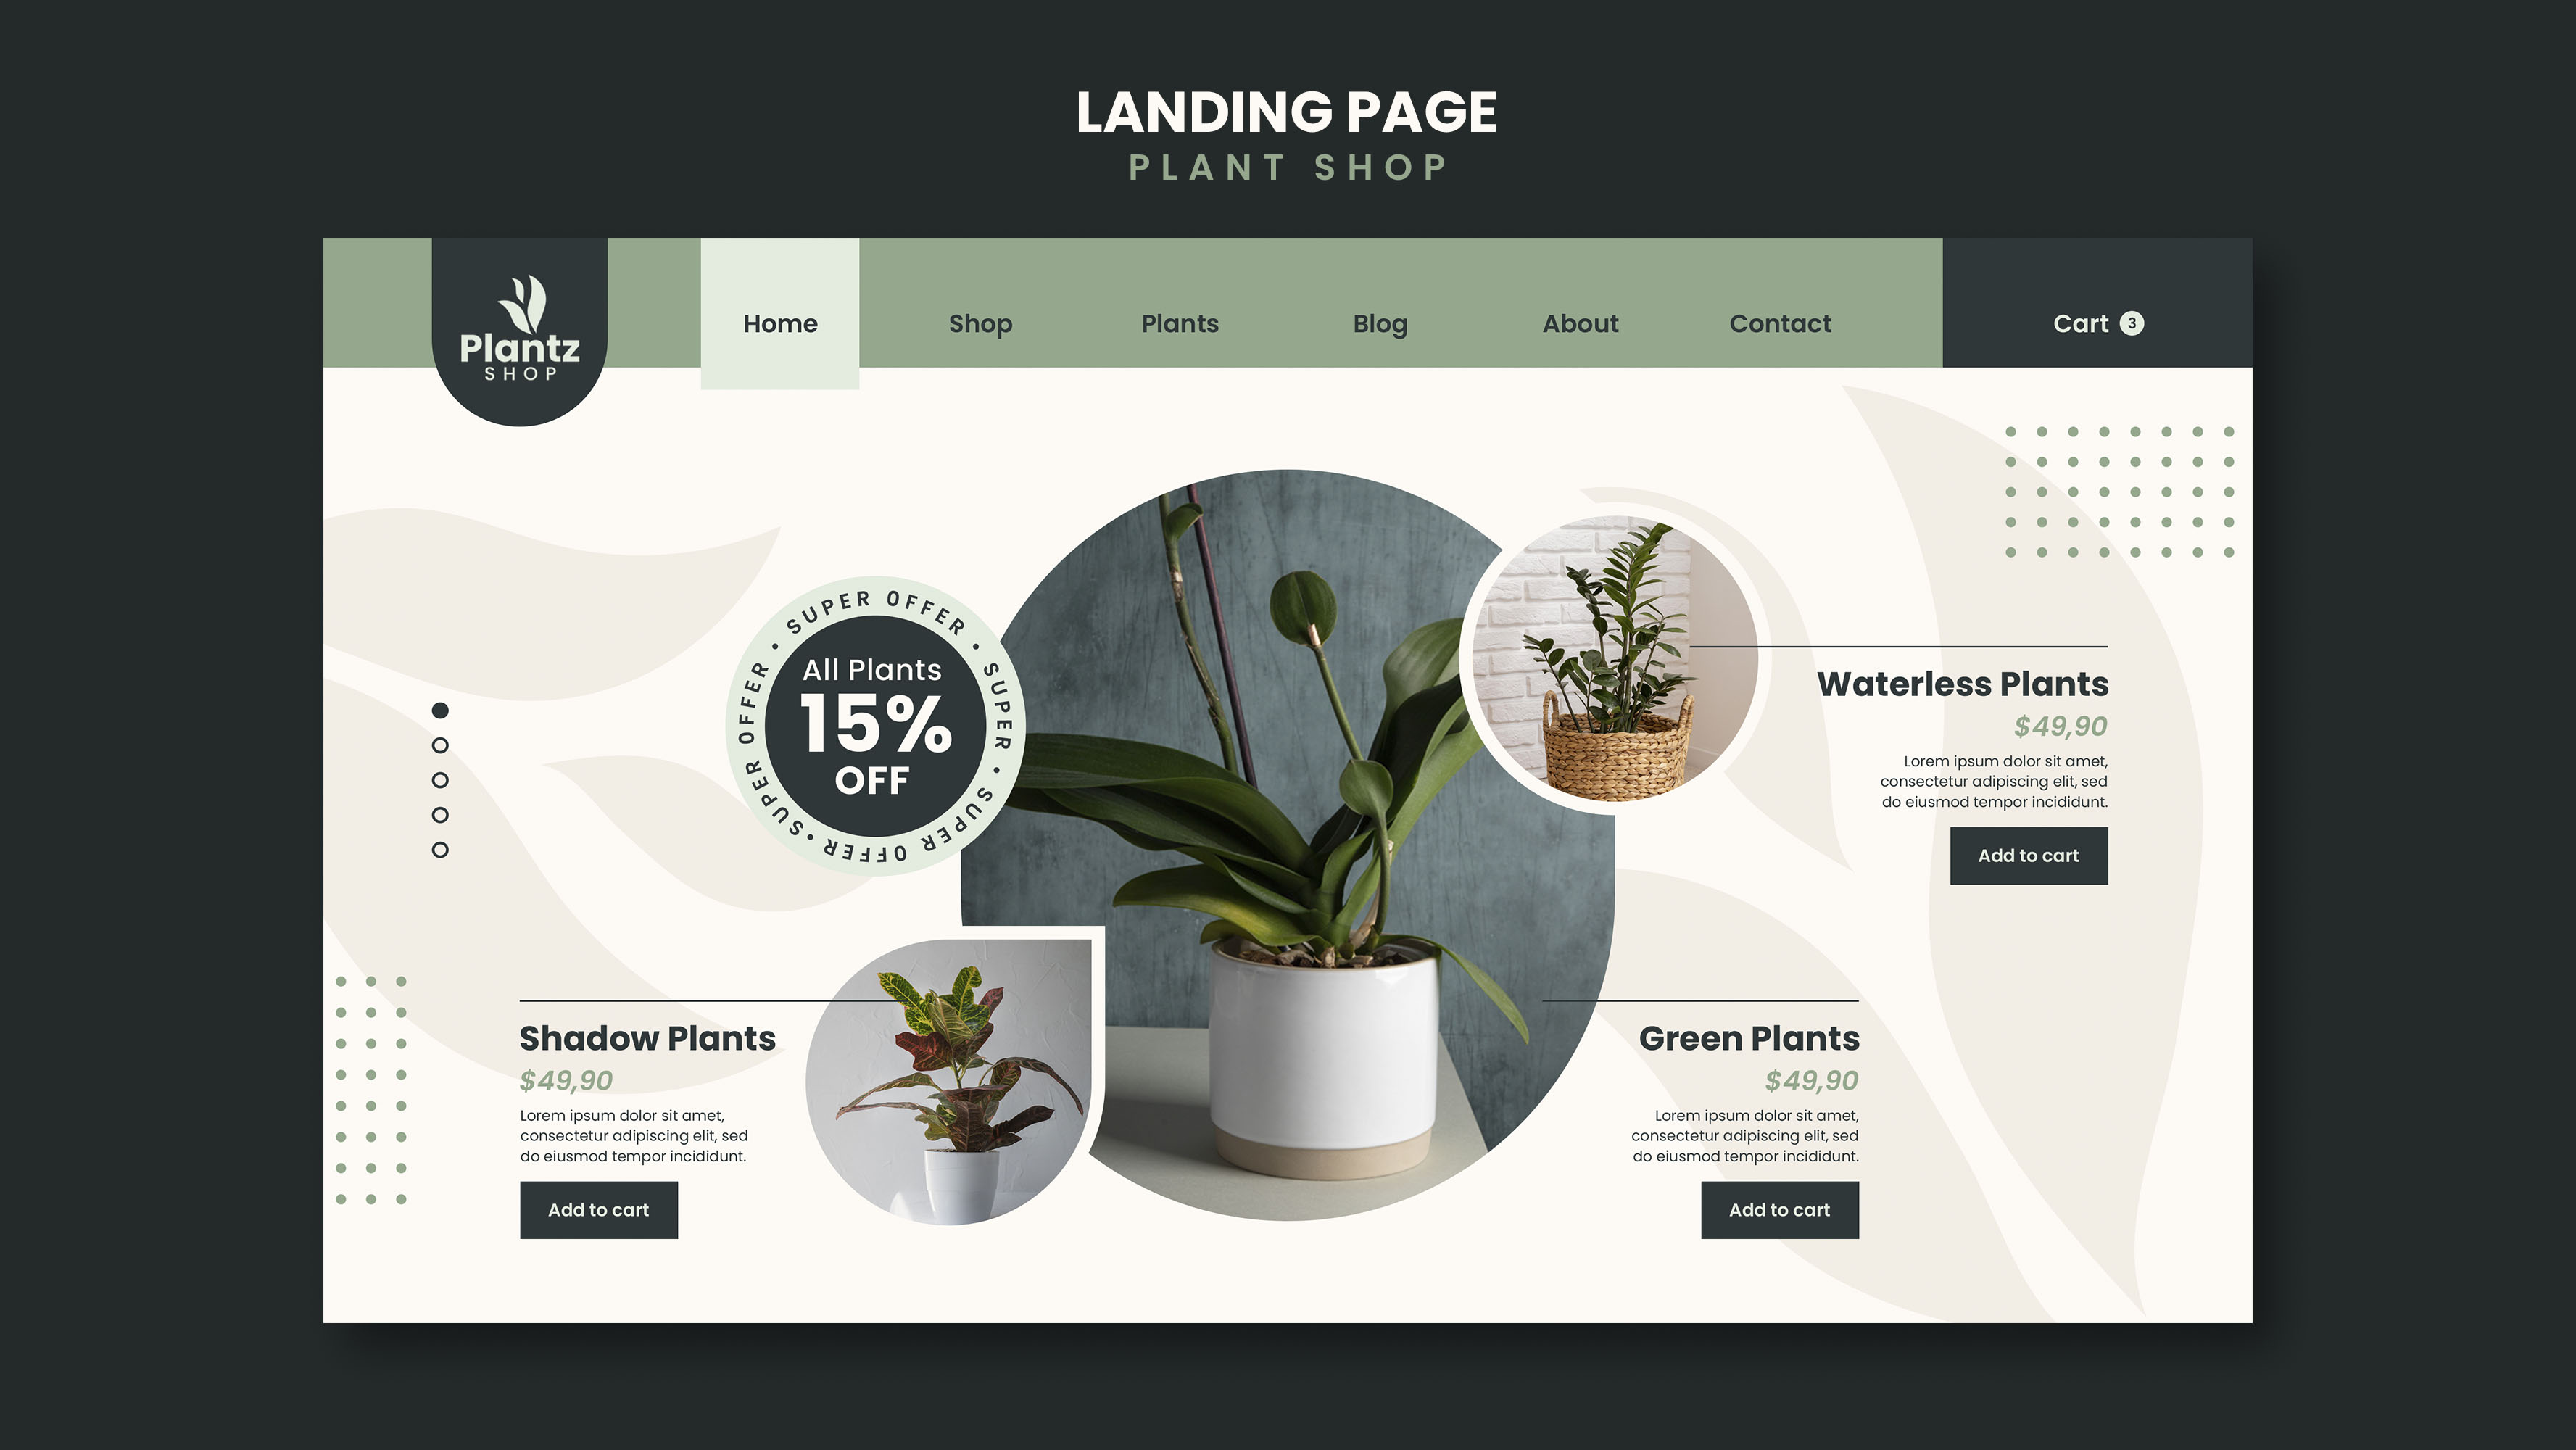 LANDING PAGE
PLANT SHOP
Plantz
SHOP
Home
Shop
Plants
Blog
About
Contact
Cart 3
SUPER 0FFER • SUPER • SUPER 0FFER • SUPER 0FFER •
All Plants
15%
OFF
Waterless Plants
$49,90
Lorem ipsum dolor sit amet,
consectetur adipiscing elit, sed
do eiusmod tempor incididunt.
Add to cart
Shadow Plants
$49,90
Lorem ipsum dolor sit amet,
consectetur adipiscing elit, sed
do eiusmod tempor incididunt.
Add to cart
Green Plants
$49,90
Lorem ipsum dolor sit amet,
consectetur adipiscing elit, sed
do eiusmod tempor incididunt.
Add to cart